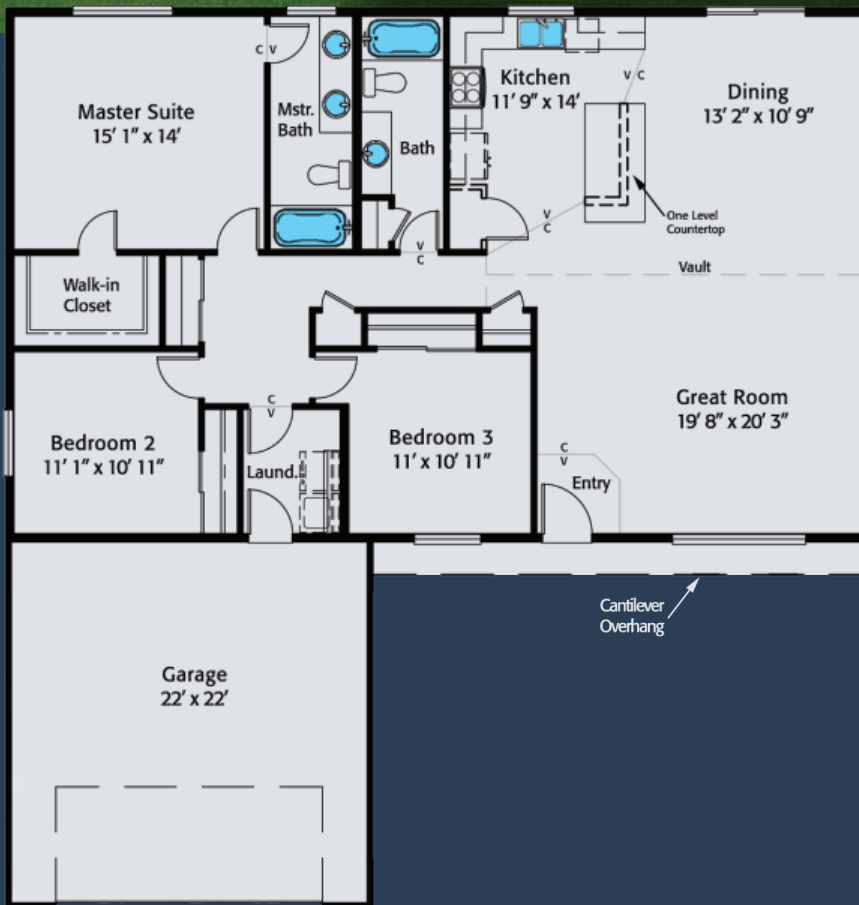 C V
Master Suite
15' 1" x 14'
Mstr.
Bath
Bath
Kitchen
11' 9" x 14'
V C
Dining
13' 2" x 10' 9"
One Level
Countertop
V
C
V
C
Vault
Walk-in
Closet
Great Room
19' 8" x 20' 3"
C
V
Bedroom 2
11' 1" x 10' 11"
Laund.
Bedroom 3
11' x 10' 11"
C
V
Entry
Cantilever
Overhang
Garage
22' x 22'